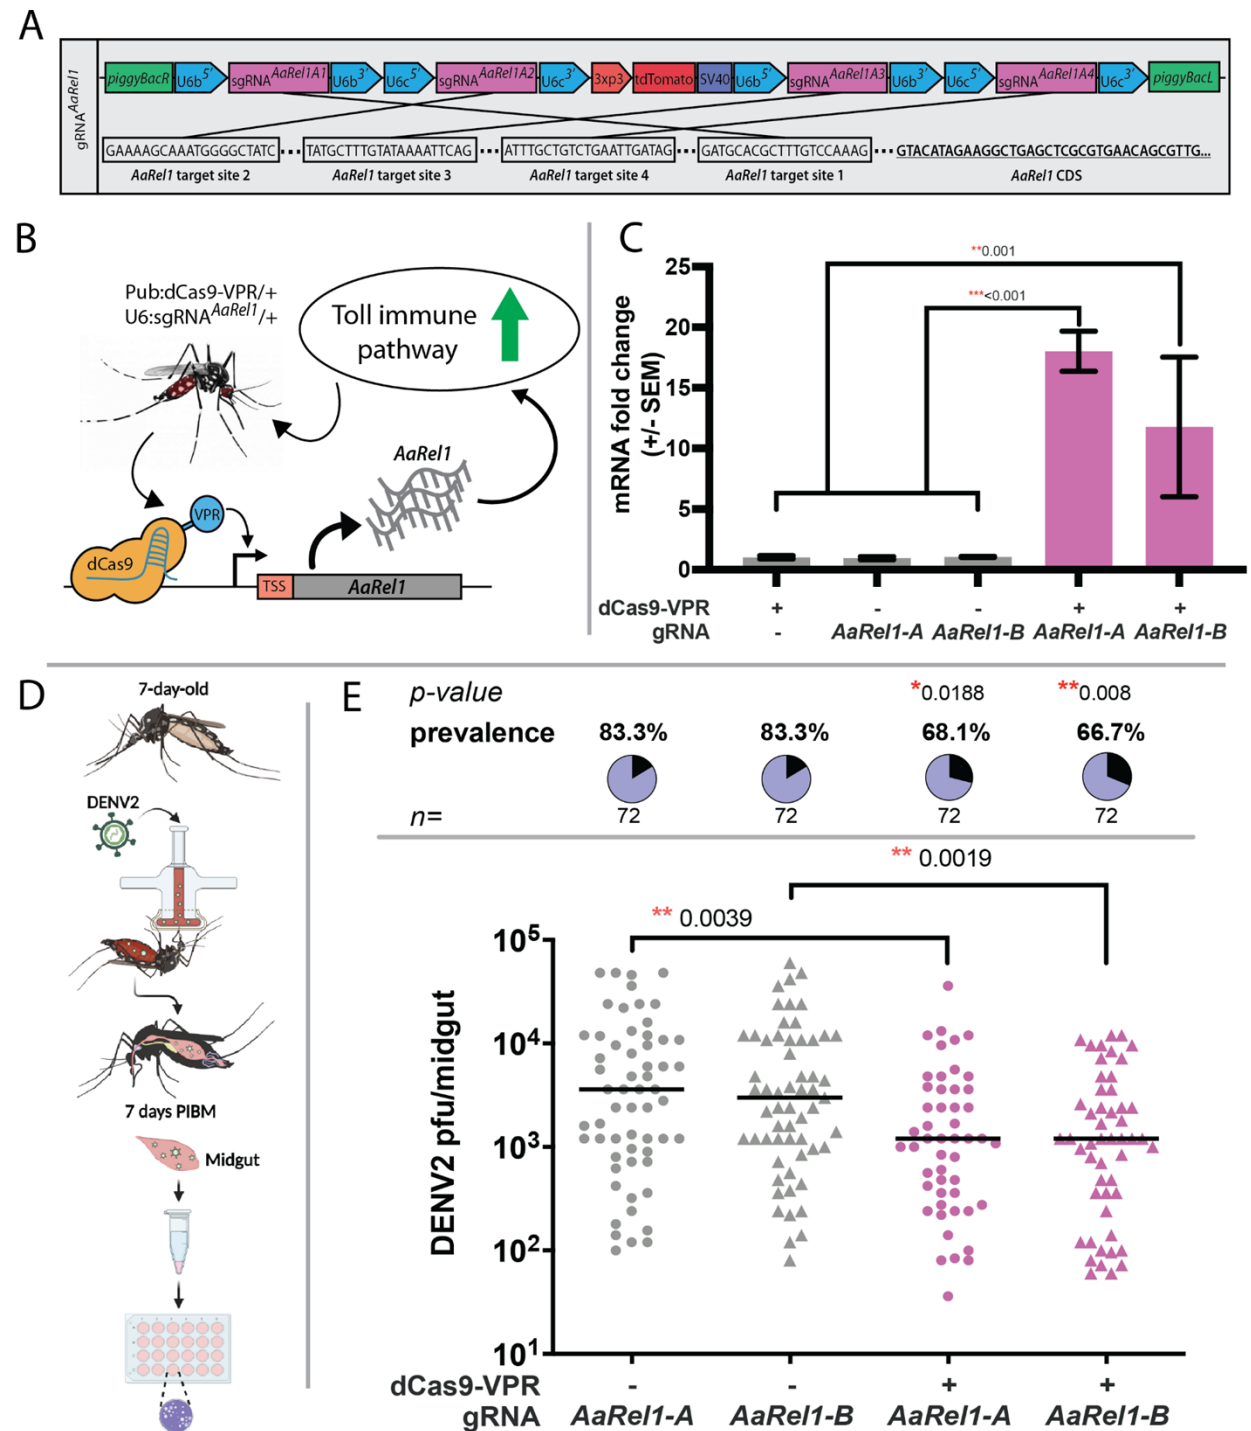 A
gRNA^AaRel1
piggyBacR U6b5' sgRNA^AaRel1A1 U6b3' U6c5' sgRNA^AaRel1A2 U6c3' 3xp3 tdTomato SV40 U6b5' sgRNA^AaRel1A3 U6b3' U6c5' sgRNA^AaRel1A4 U6c3' piggyBacL
GAAAAGCAAATGGGGCTATC ... TATGCTTTGTATAAAATTCAG ... ATTTGCTGTCTGAATTGATAG ... GATGCACGCTTTGTCCAAAG ... GTACATAGAAGGCTGAGCTCGCGTGAACAGCGTTG...
AaRel1 target site 2 AaRel1 target site 3 AaRel1 target site 4 AaRel1 target site 1 AaRel1 CDS
B
Pub:dCas9-VPR/+
U6:sgRNA^AaRel1/+
Toll immune
pathway
AaRel1
VPR
dCas9
TSS AaRel1
C
**0.001
***<0.001
mRNA fold change
(+/- SEM)
25
20
15
10
5
0
dCas9-VPR + - - + +
gRNA - AaRel1-A AaRel1-B AaRel1-A AaRel1-B
D
7-day-old
DENV2
7 days PIBM
Midgut
E
p-value *0.0188 **0.008
prevalence 83.3% 83.3% 68.1% 66.7%
n= 72 72 72 72
** 0.0019
** 0.0039
DENV2 pfu/midgut
10^5
10^4
10^3
10^2
10^1
dCas9-VPR - - + +
gRNA AaRel1-A AaRel1-B AaRel1-A AaRel1-B